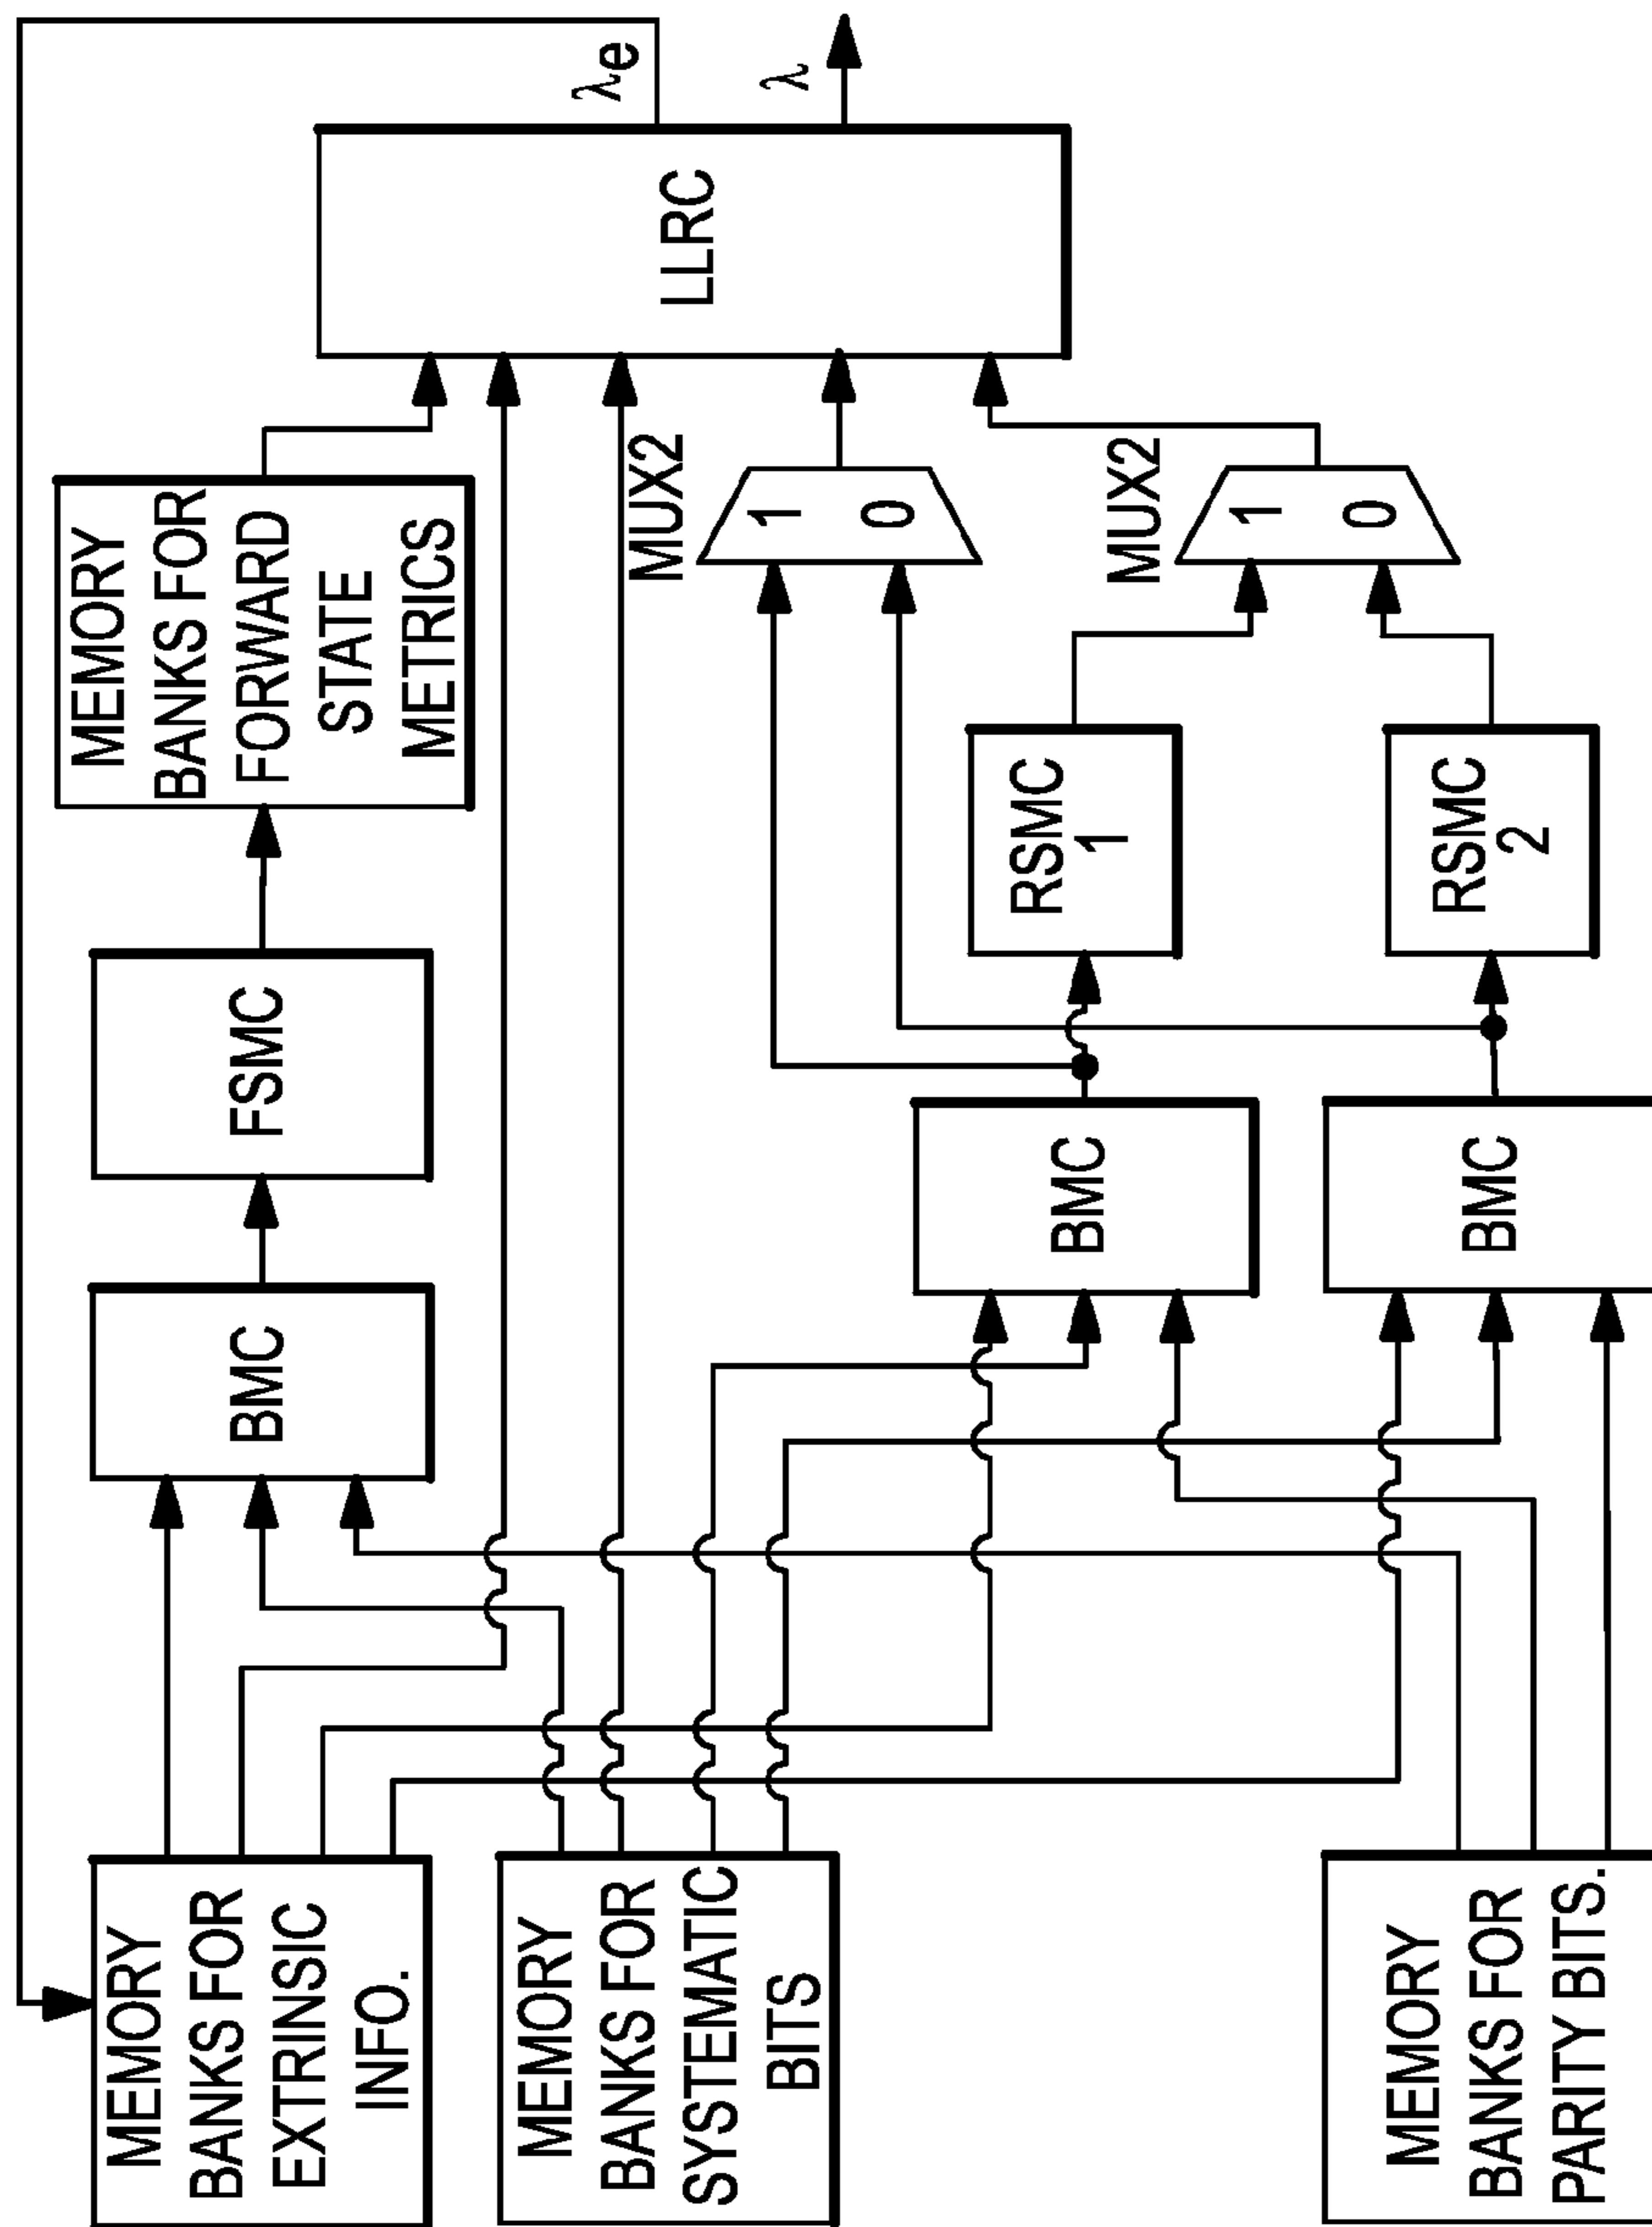 MEMORY
BANKS FOR
EXTRINSIC
INFO.
BMC
FSMC
MEMORY
BANKS FOR
FORWARD
STATE
METRICS
λe
λ
LLRC
MEMORY
BANKS FOR
SYSTEMATIC
BITS
MUX2
1
0
BMC
RSMC
1
MUX2
1
0
MEMORY
BANKS FOR
PARITY BITS.
BMC
RSMC
2